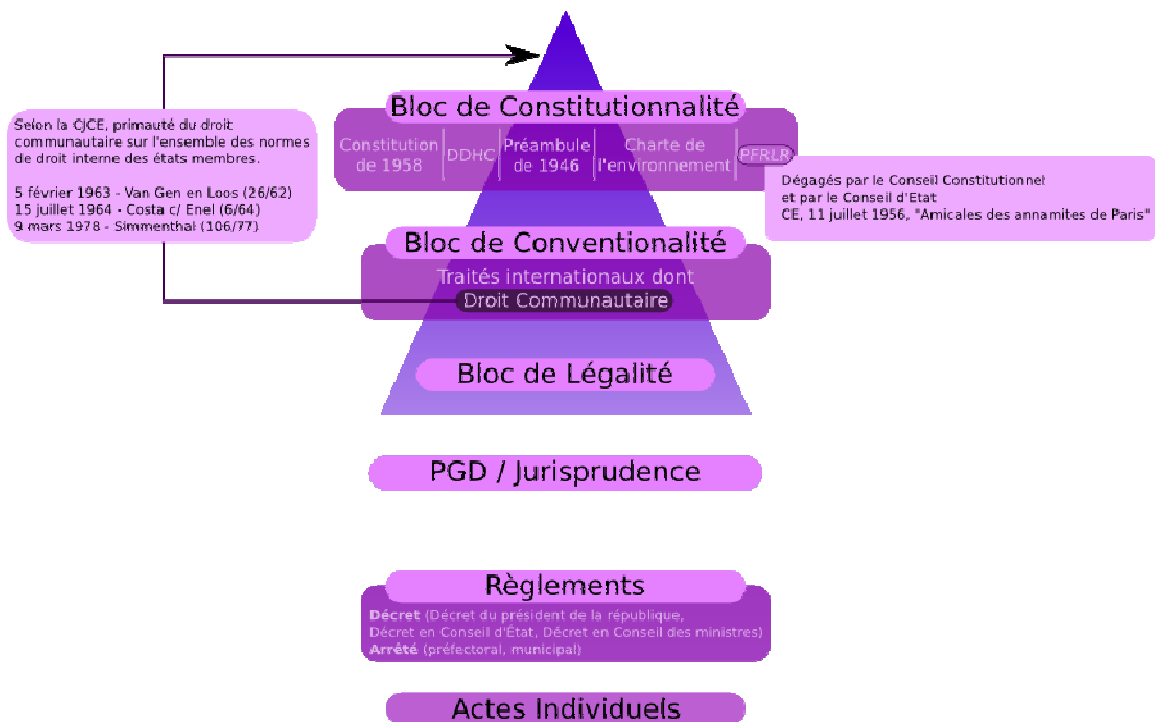 Bloc de Constitutionnalité
Constitution
de 1958
DDHC
Préambule
de 1946
Charte de
l'environnement
PFRLR
Selon la CJCE, primauté du droit
communautaire sur l'ensemble des normes
de droit interne des états membres.
5 février 1963 - Van Gen en Loos (26/62)
15 juillet 1964 - Costa c/ Enel (6/64)
9 mars 1978 - Simmenthal (106/77)
Dégagés par le Conseil Constitutionnel
et par le Conseil d'Etat
CE, 11 juillet 1956, "Amicales des annamites de Paris"
Bloc de Conventionalité
Traités internationaux dont
Droit Communautaire
Bloc de Légalité
PGD / Jurisprudence
Règlements
Décret (Décret du président de la république,
Décret en Conseil d'État, Décret en Conseil des ministres)
Arrêté (préfectoral, municipal)
Actes Individuels